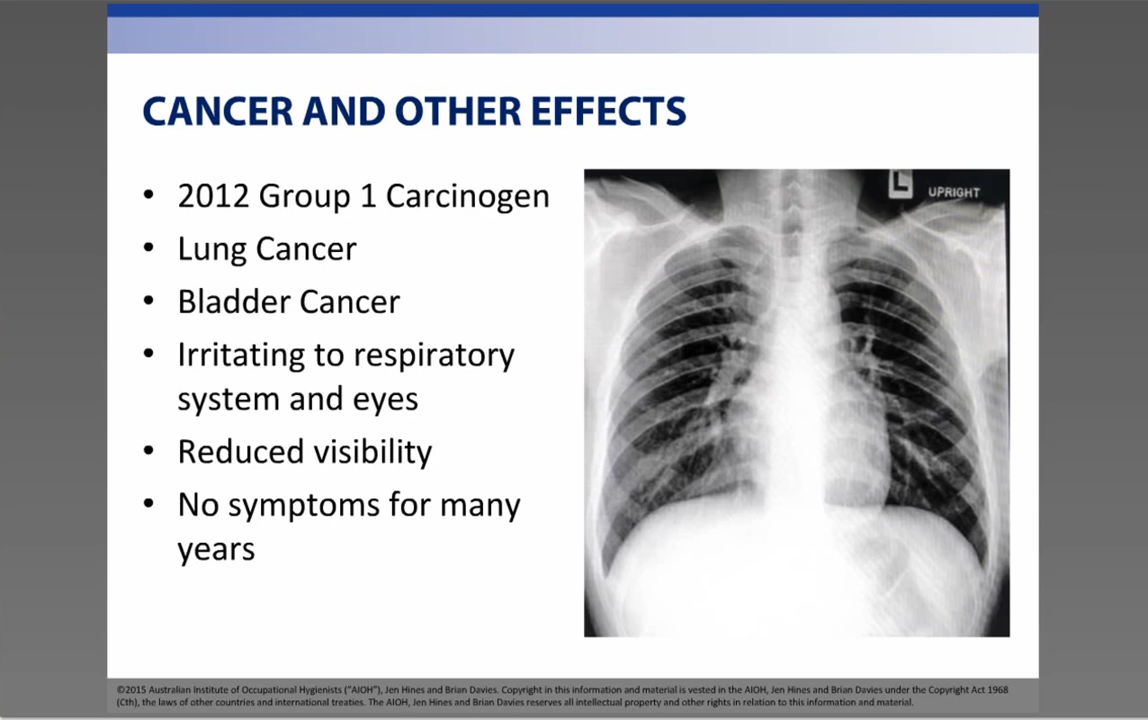 CANCER AND OTHER EFFECTS
• 2012 Group 1 Carcinogen
• Lung Cancer
• Bladder Cancer
• Irritating to respiratory
system and eyes
• Reduced visibility
• No symptoms for many
years
L UPRIGHT
©2015 Australian Institute of Occupational Hygienists (“AIOH”), Jen Hines and Brian Davies. Copyright in this information and material is vested in the AIOH, Jen Hines and Brian Davies under the Copyright Act 1968
(Cth), the laws of other countries and international treaties. The AIOH, Jen Hines and Brian Davies reserves all intellectual property and other rights in relation to this information and material.